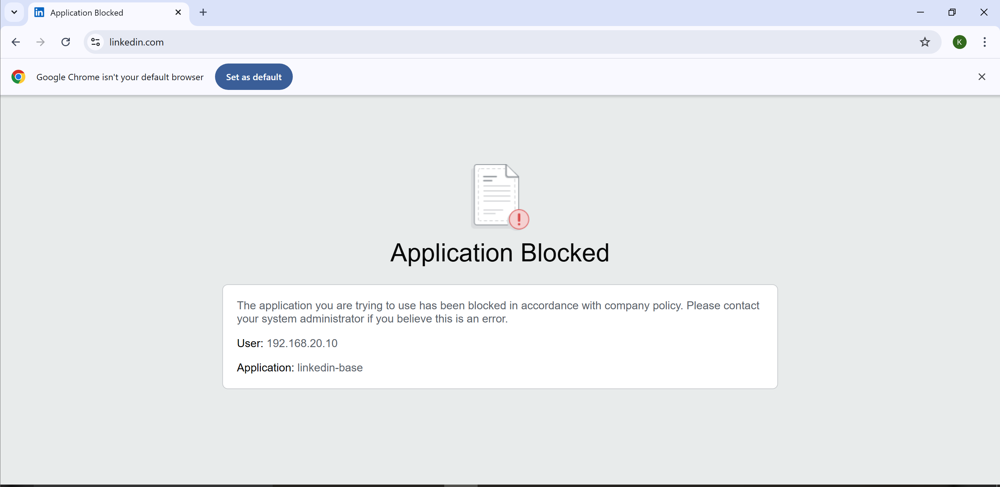 in Application Blocked
linkedin.com
K
Google Chrome isn't your default browser Set as default
Application Blocked
The application you are trying to use has been blocked in accordance with company policy. Please contact
your system administrator if you believe this is an error.
User: 192.168.20.10
Application: linkedin-base